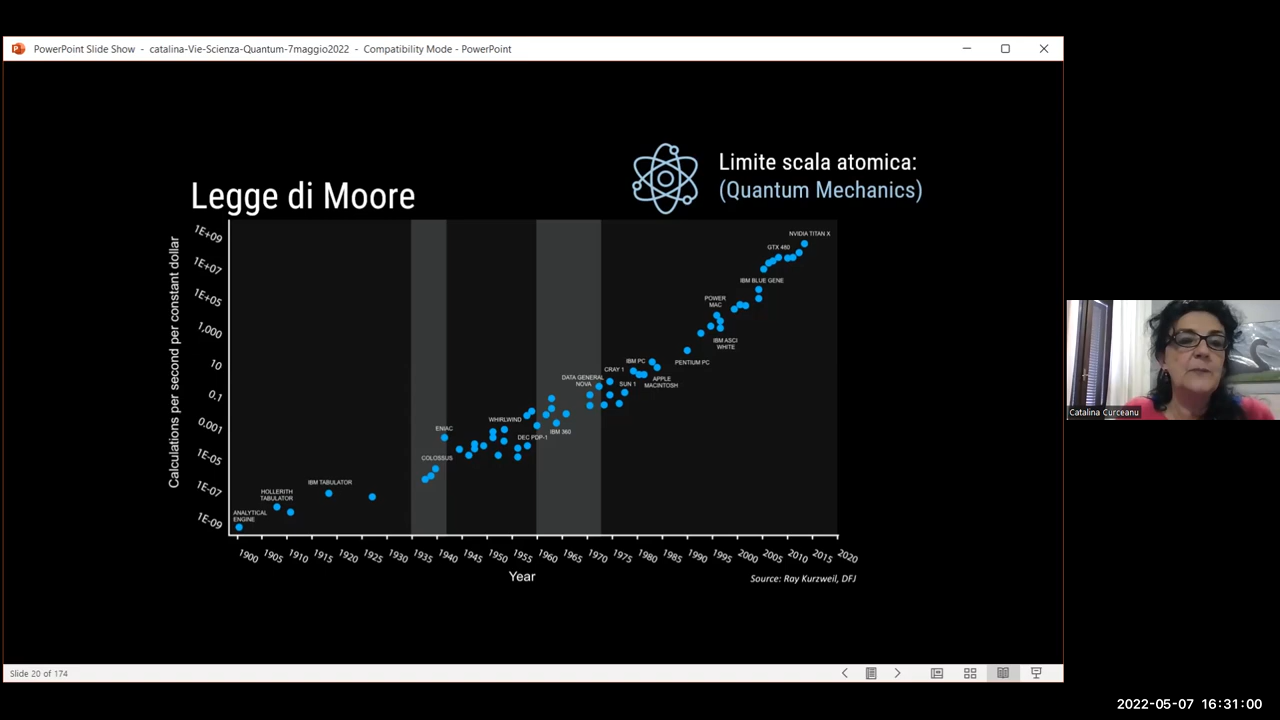 PowerPoint Slide Show - catalina-Vie-Scienza-Quantum-7maggio2022 - Compatibility Mode - PowerPoint
Limite scala atomica:
(Quantum Mechanics)
Legge di Moore
Calculations per second per constant dollar
1E+09
1E+07
1E+05
1,000
10
0.1
0.001
1E-05
1E-07
1E-09
ANALYTICAL
ENGINE
HOLLERITH
TABULATOR
IBM TABULATOR
COLOSSUS
ENIAC
WHIRLWIND
DEC PDP-1
IBM 360
DATA GENERAL
NOVA
CRAY 1
SUN 1
IBM PC
APPLE
MACINTOSH
PENTIUM PC
POWER
MAC
IBM ASCI
WHITE
IBM BLUE GENE
GTX 460
NVIDIA TITAN X
1900 1905 1910 1915 1920 1925 1930 1935 1940 1945 1950 1955 1960 1965 1970 1975 1980 1985 1990 1995 2000 2005 2010 2015 2020
Year
Source: Ray Kurzweil, DFJ
Catalina Curceanu
Slide 20 of 174
2022-05-07 16:31:00